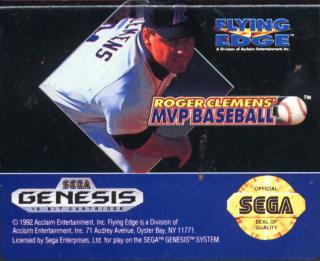 FLYING
EDGE
A Division of Acclaim Entertainment, Inc.
CLEMENS
ROGER CLEMENS'
MVP BASEBALL
TM
SEGA
GENESIS
16-BIT CARTRIDGE
© 1992 Acclaim Entertainment, Inc. Flying Edge is a Division of
Acclaim Entertainment, Inc. 71 Audrey Avenue, Oyster Bay, NY 11771.
Licensed by Sega Enterprises, Ltd. for play on the SEGA™ GENESIS™ SYSTEM.
OFFICIAL
SEGA
SEAL OF
QUALITY